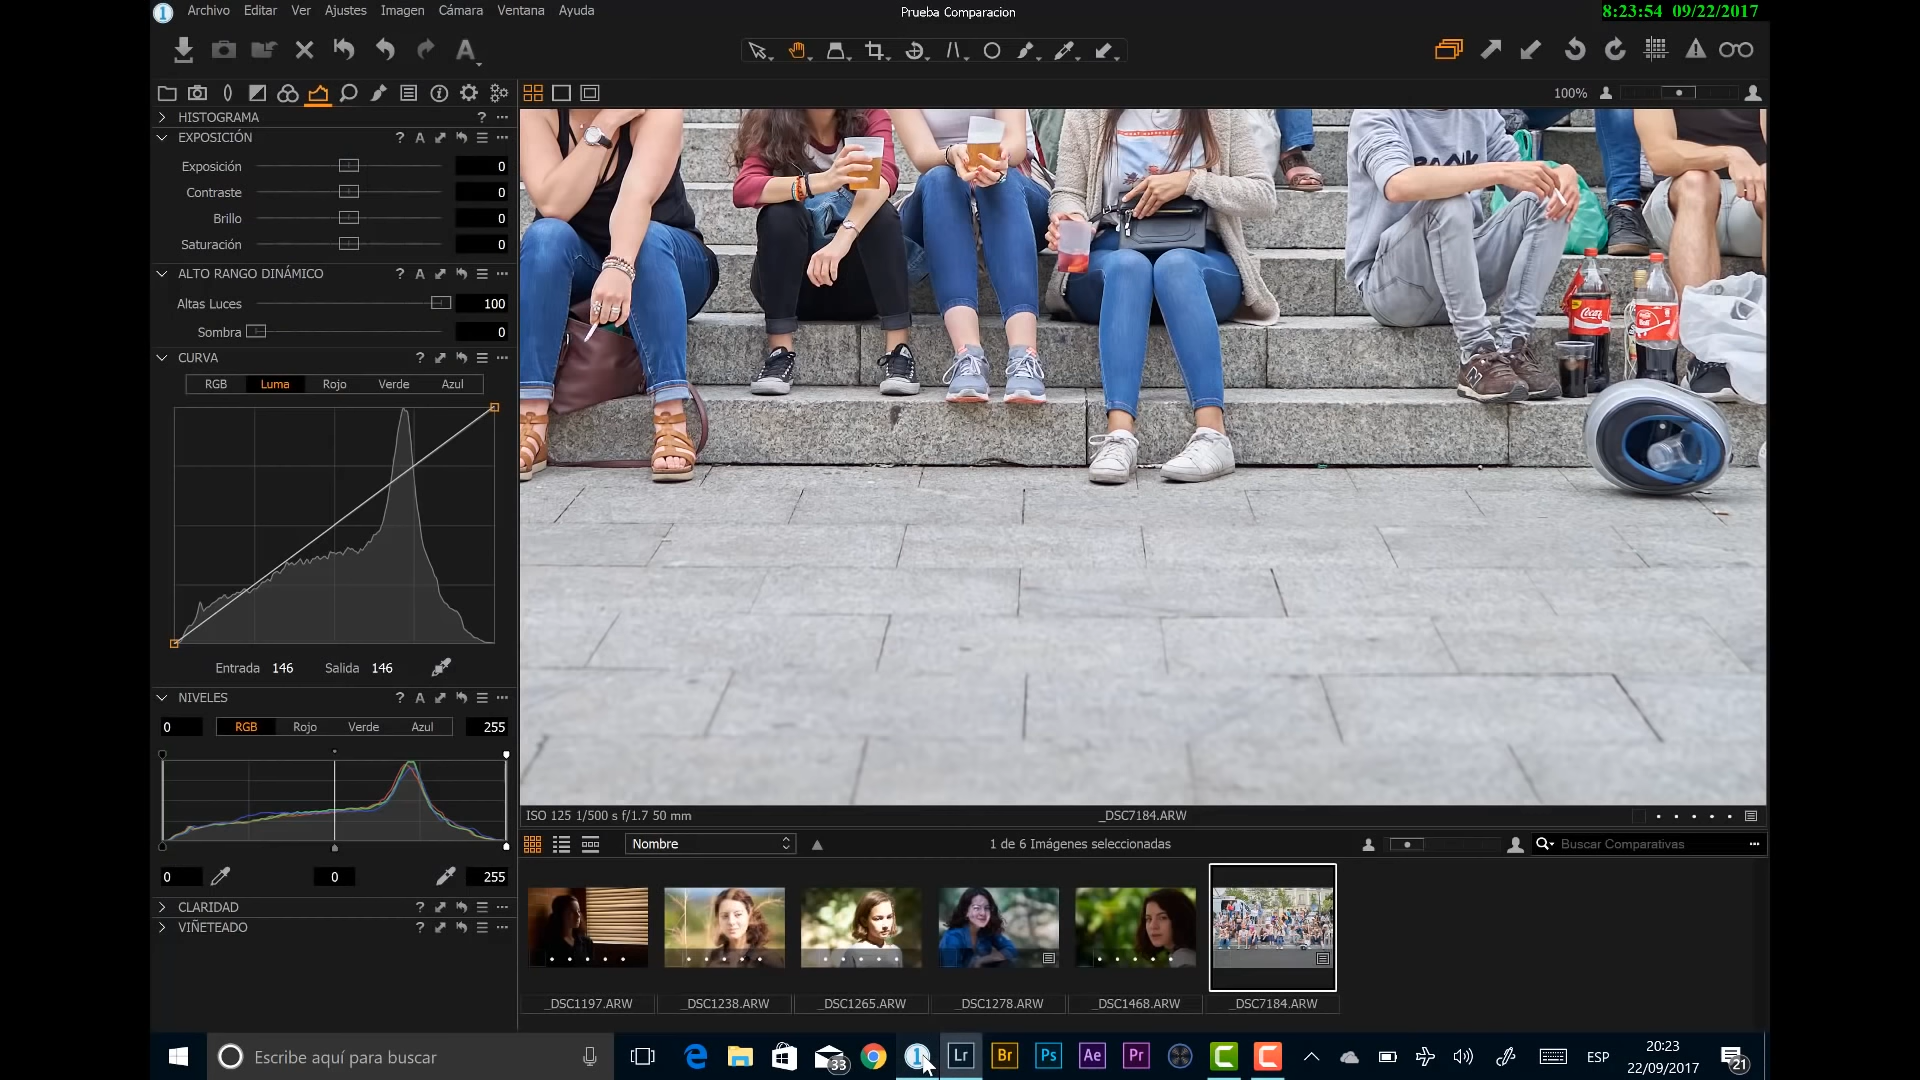 Archivo Editar Ver Ajustes Imagen Cámara Ventana Ayuda
Prueba Comparacion
8:23:54 09/22/2017
A
100%
HISTOGRAMA ?
EXPOSICIÓN ? A
Exposición 0
Contraste 0
Brillo 0
Saturación 0
ALTO RANGO DINÁMICO ? A
Altas Luces 100
Sombra 0
CURVA ?
RGB Luma Rojo Verde Azul
Entrada 146 Salida 146
NIVELES ? A
0 RGB Rojo Verde Azul 255
0 0 255
CLARIDAD ?
VIÑETEADO ?
ISO 125 1/500 s f/1.7 50 mm
_DSC7184.ARW
Nombre
1 de 6 Imágenes seleccionadas
Buscar Comparativas
_DSC1197.ARW
_DSC1238.ARW
_DSC1265.ARW
_DSC1278.ARW
_DSC1468.ARW
_DSC7184.ARW
Escribe aquí para buscar
33
1
Lr
Br
Ps
Ae
Pr
C
C
ESP
20:23
22/09/2017
21